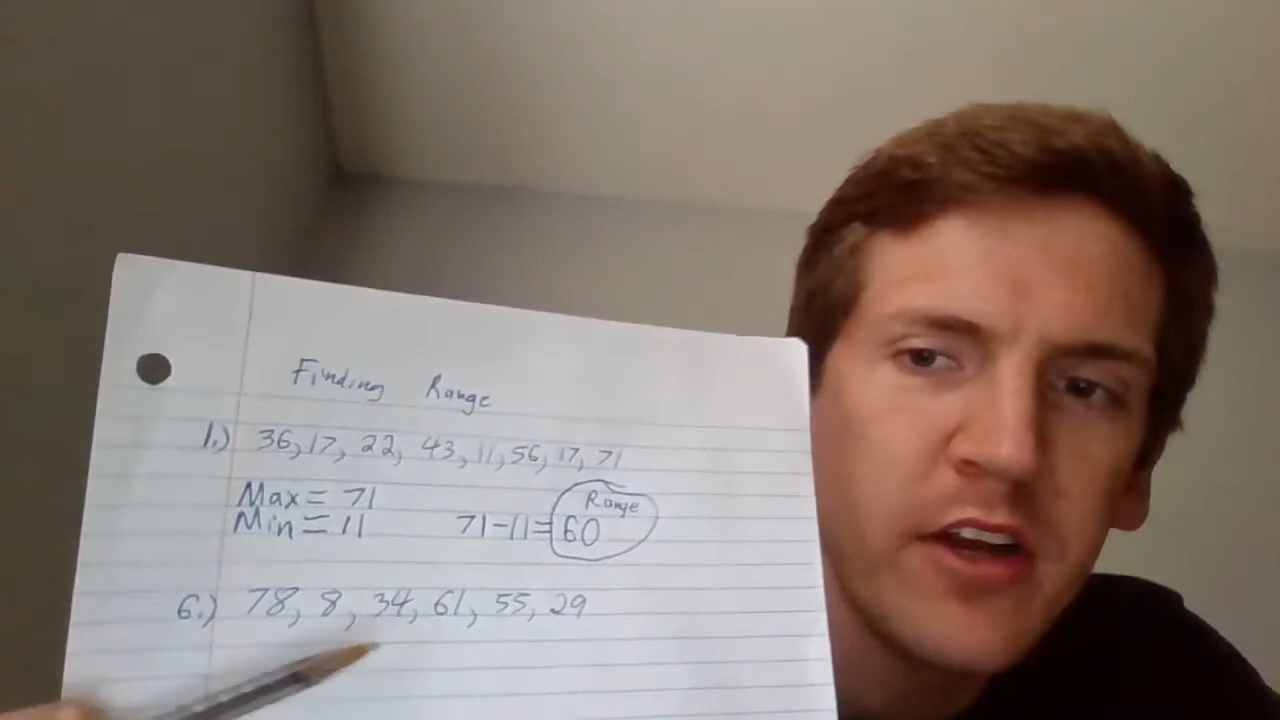 Finding Range
1.) 36, 17, 22, 43, 11, 56, 17, 71
Max = 71
Min = 11 71-11= 60 Range
6.) 78, 8, 34, 61, 55, 29